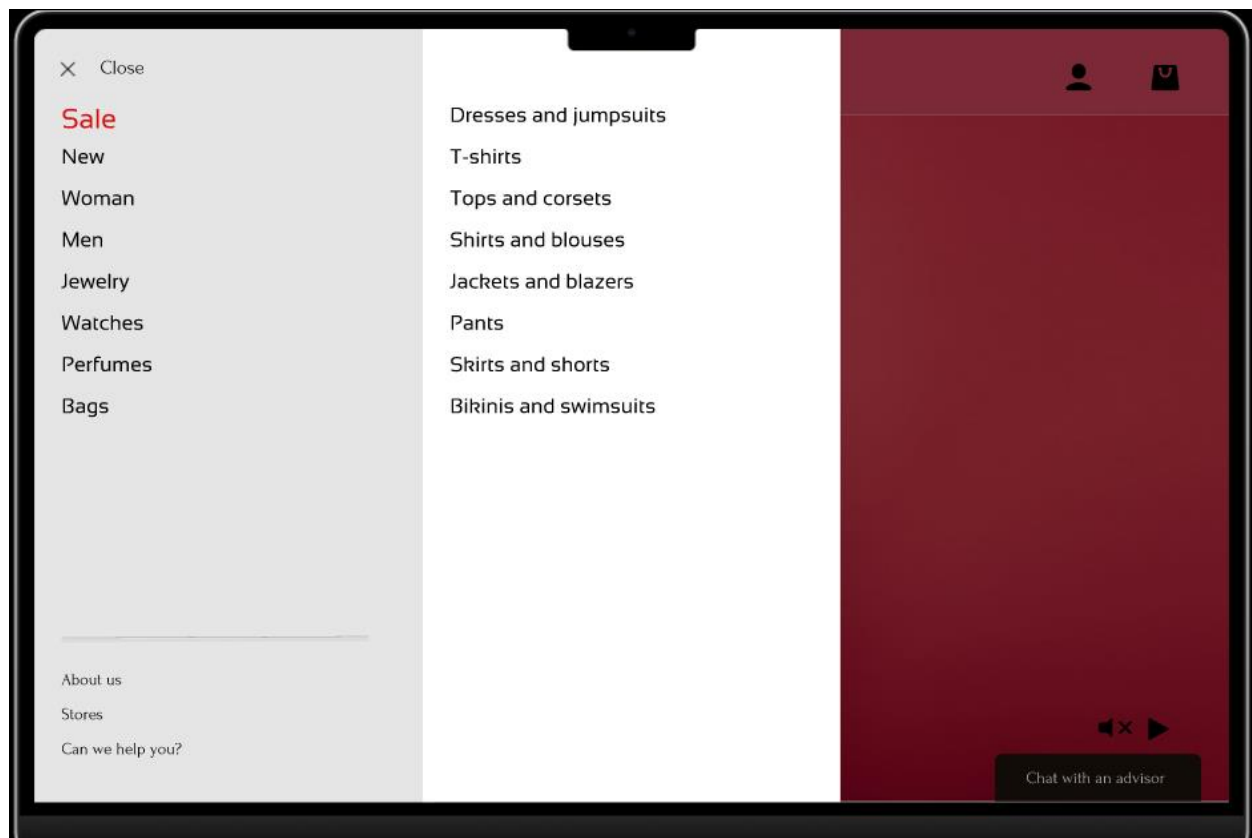 Close
Sale
New
Woman
Men
Jewelry
Watches
Perfumes
Bags
About us
Stores
Can we help you?
Dresses and jumpsuits
T-shirts
Tops and corsets
Shirts and blouses
Jackets and blazers
Pants
Skirts and shorts
Bikinis and swimsuits
Chat with an advisor